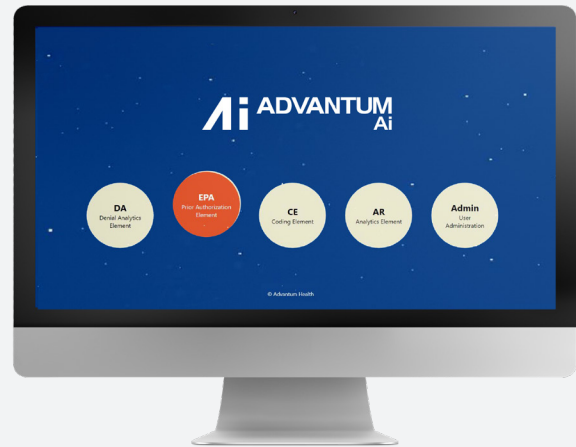 Ai ADVANTUM
Ai
DA
Denial Analytics
Element
EPA
Prior Authorization
Element
CE
Coding Element
AR
Analytics Element
Admin
User
Administration
© Advantum Health